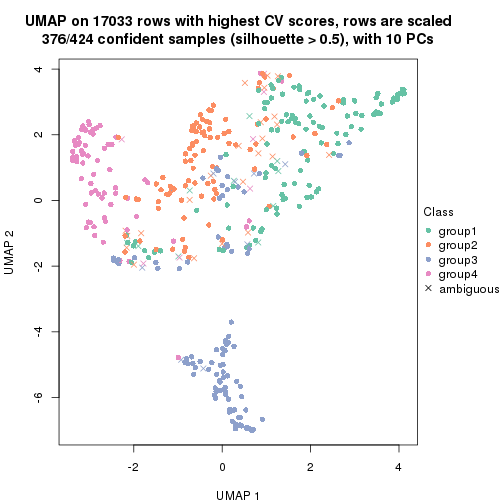 UMAP on 17033 rows with highest CV scores, rows are scaled
376/424 confident samples (silhouette > 0.5), with 10 PCs
4
2
0
-2
-4
-6
UMAP 2
-2
0
2
4
UMAP 1
Class
group1
group2
group3
group4
ambiguous